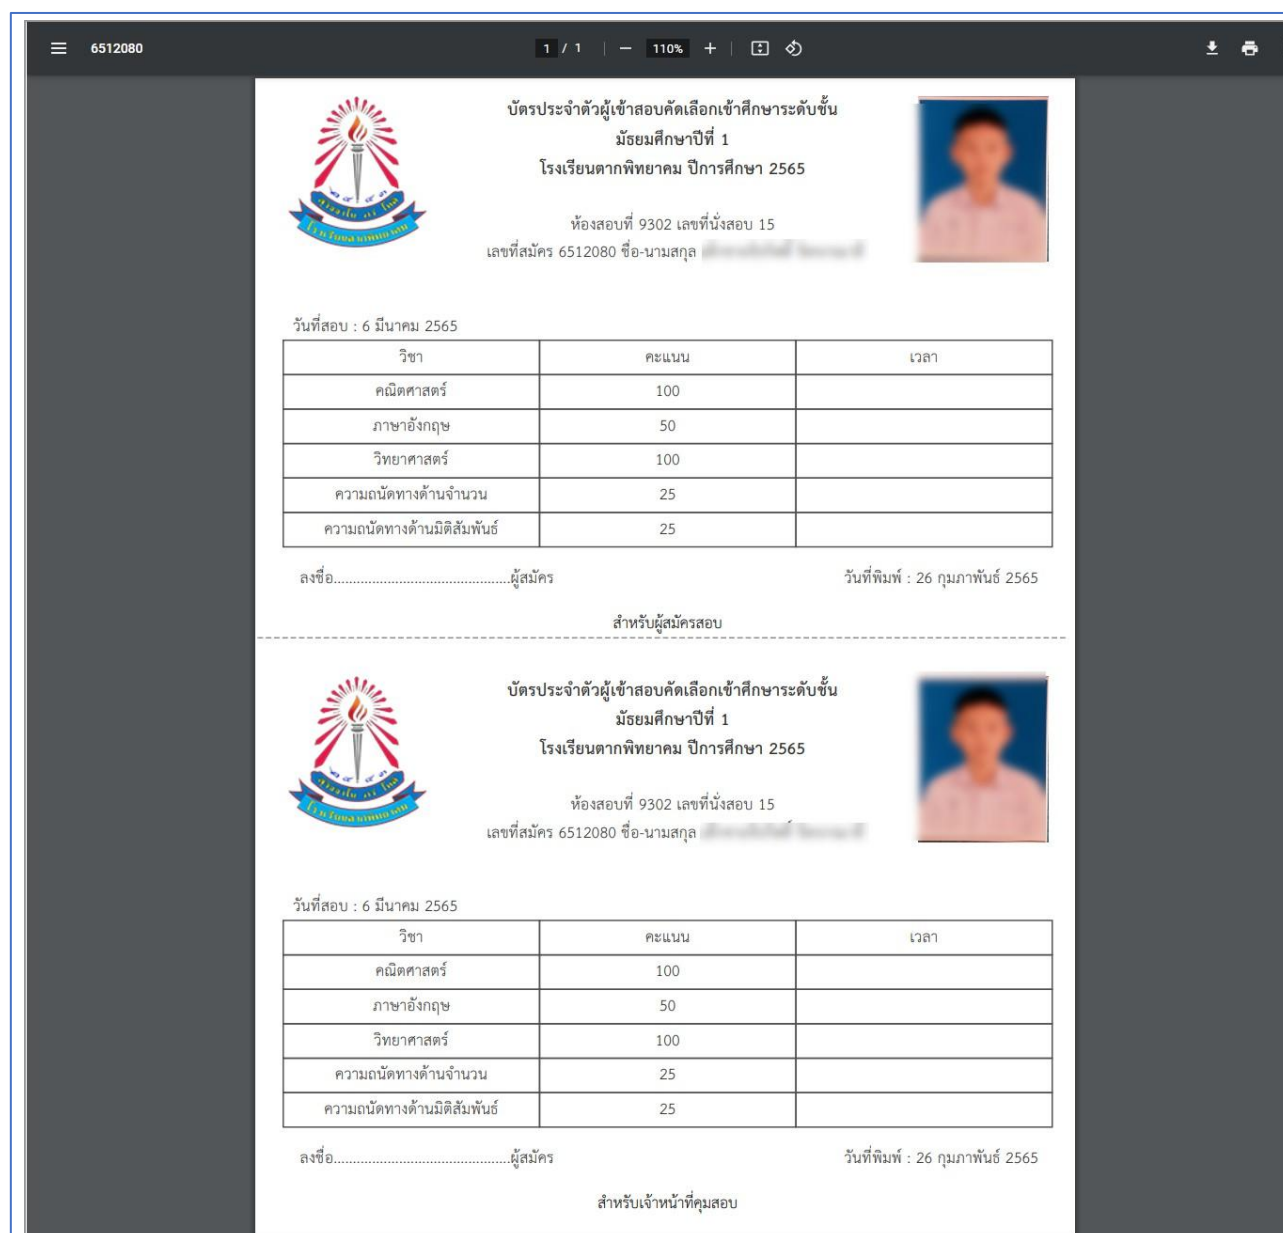 6512080 1 / 1 110%
บัตรประจำตัวผู้เข้าสอบคัดเลือกเข้าศึกษาระดับชั้น
มัธยมศึกษาปีที่ 1
โรงเรียนตากพิทยาคม ปีการศึกษา 2565
ห้องสอบที่ 9302 เลขที่นั่งสอบ 15
เลขที่สมัคร 6512080 ชื่อ-นามสกุล
วันที่สอบ : 6 มีนาคม 2565
วิชา คะแนน เวลา
คณิตศาสตร์ 100
ภาษาอังกฤษ 50
วิทยาศาสตร์ 100
ความถนัดทางด้านจำนวน 25
ความถนัดทางด้านมิติสัมพันธ์ 25
ลงชื่อ..............................................ผู้สมัคร วันที่พิมพ์ : 26 กุมภาพันธ์ 2565
สำหรับผู้สมัครสอบ
บัตรประจำตัวผู้เข้าสอบคัดเลือกเข้าศึกษาระดับชั้น
มัธยมศึกษาปีที่ 1
โรงเรียนตากพิทยาคม ปีการศึกษา 2565
ห้องสอบที่ 9302 เลขที่นั่งสอบ 15
เลขที่สมัคร 6512080 ชื่อ-นามสกุล
วันที่สอบ : 6 มีนาคม 2565
วิชา คะแนน เวลา
คณิตศาสตร์ 100
ภาษาอังกฤษ 50
วิทยาศาสตร์ 100
ความถนัดทางด้านจำนวน 25
ความถนัดทางด้านมิติสัมพันธ์ 25
ลงชื่อ..............................................ผู้สมัคร วันที่พิมพ์ : 26 กุมภาพันธ์ 2565
สำหรับเจ้าหน้าที่คุมสอบ